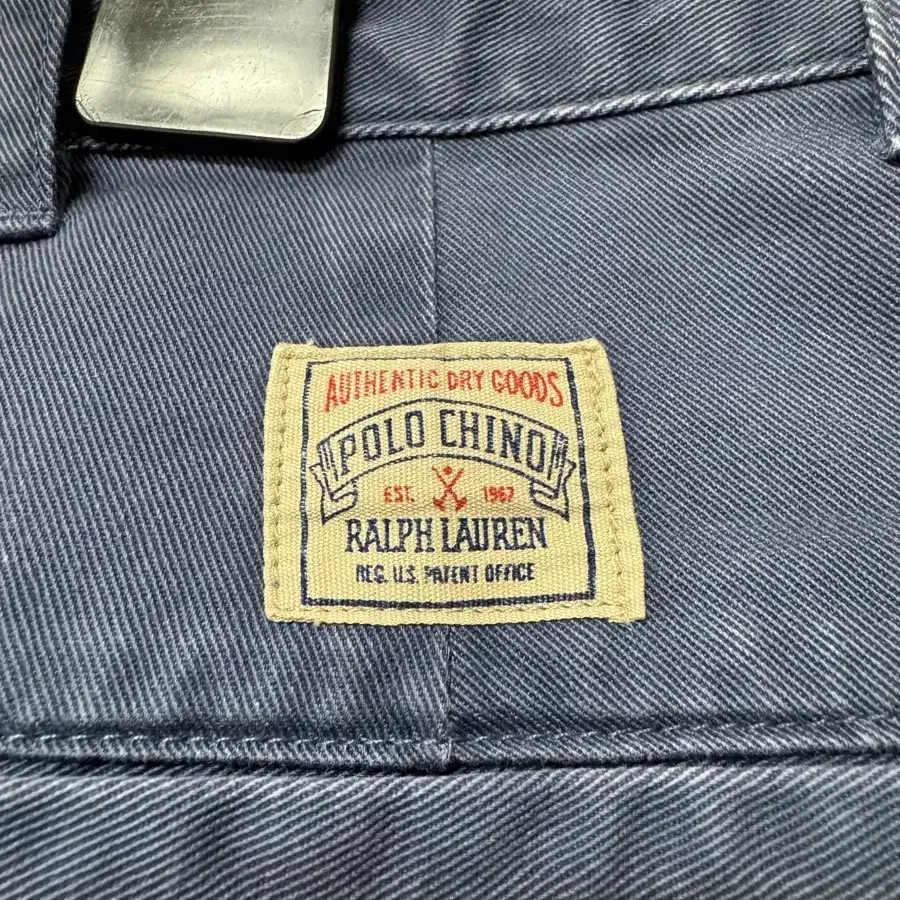 AUTHENTIC DRY GOODS
POLO CHINO
EST. 1967
RALPH LAUREN
REG. U.S. PATENT OFFICE